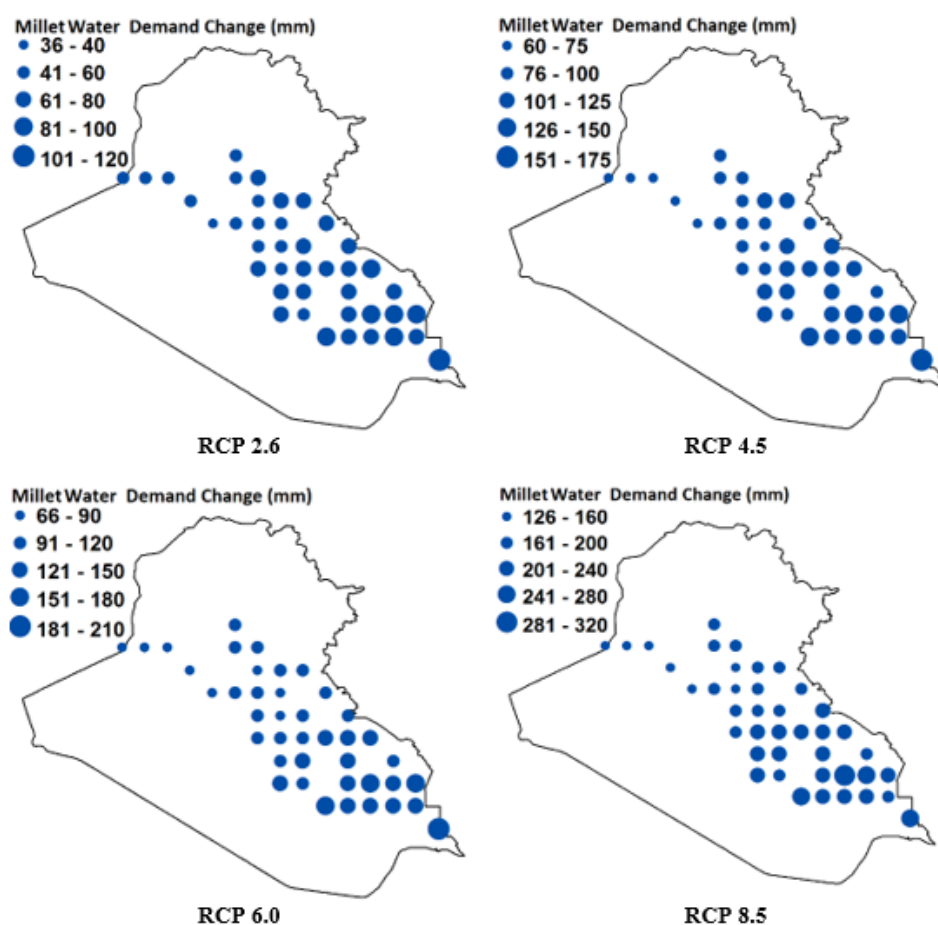 Millet Water Demand Change (mm)
36 - 40
41 - 60
61 - 80
81 - 100
101 - 120
RCP 2.6
Millet Water Demand Change (mm)
60 - 75
76 - 100
101 - 125
126 - 150
151 - 175
RCP 4.5
Millet Water Demand Change (mm)
66 - 90
91 - 120
121 - 150
151 - 180
181 - 210
RCP 6.0
Millet Water Demand Change (mm)
126 - 160
161 - 200
201 - 240
241 - 280
281 - 320
RCP 8.5